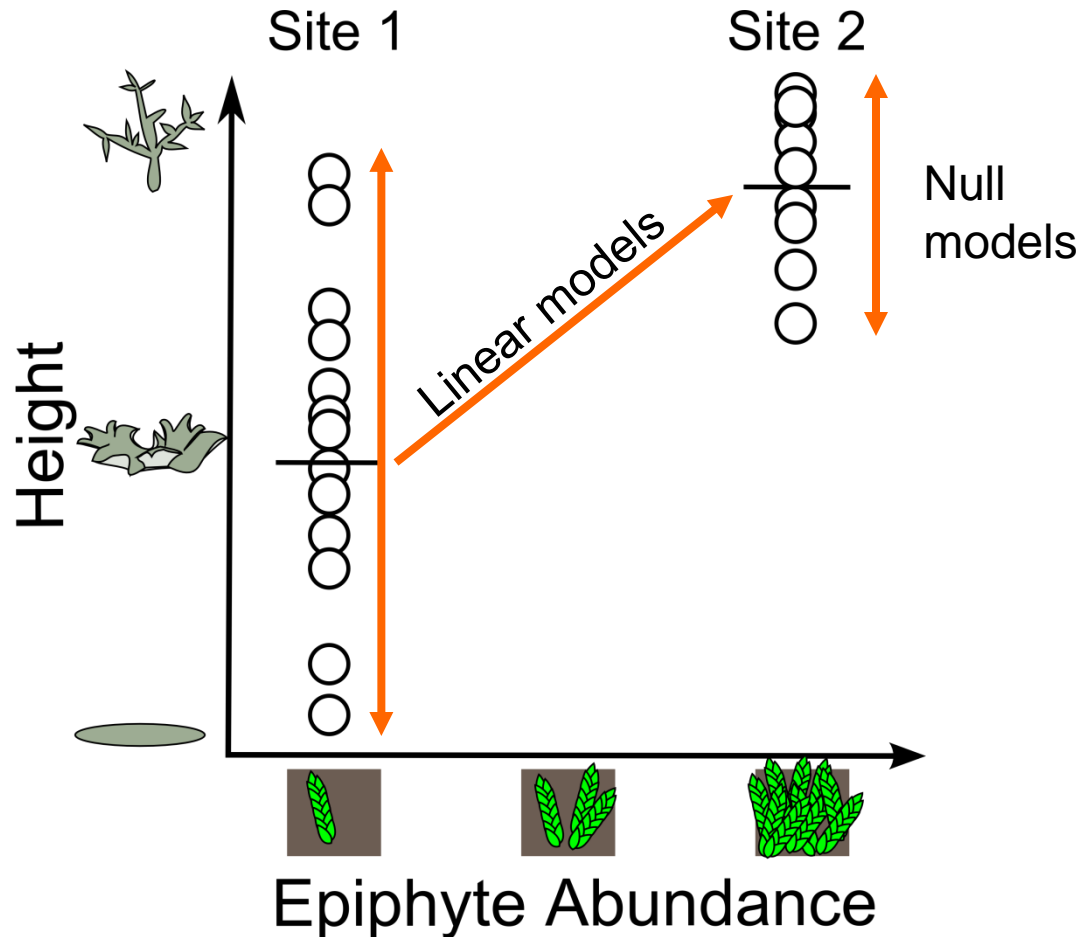 Site 1
Site 2
Height
Linear models
Null
models
Epiphyte Abundance